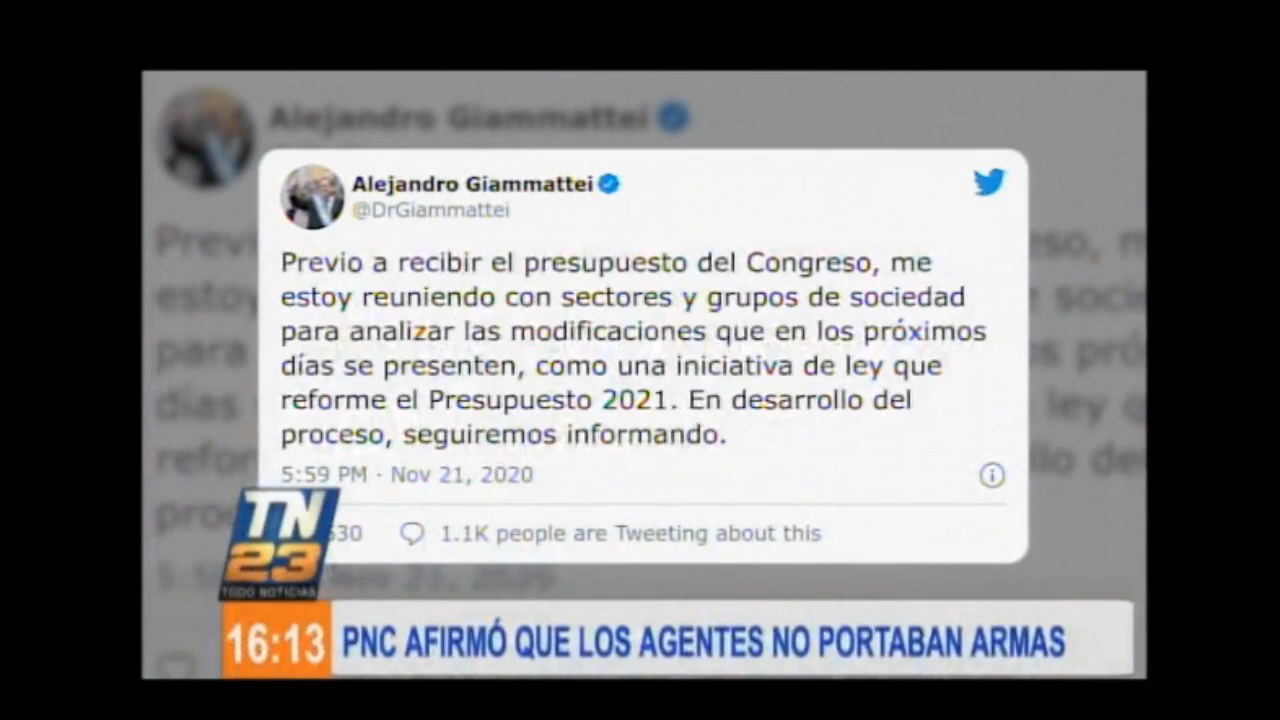 Alejandro Giammattei
Alejandro Giammattei
@DrGiammattei
Previo a recibir el presupuesto del Congreso, me
estoy reuniendo con sectores y grupos de sociedad
para analizar las modificaciones que en los próximos
días se presenten, como una iniciativa de ley que
reforme el Presupuesto 2021. En desarrollo del
proceso, seguiremos informando.
5:59 PM · Nov 21, 2020
530 1.1K people are Tweeting about this
TN
23
TODO NOTICIAS
16:13 PNC AFIRMÓ QUE LOS AGENTES NO PORTABAN ARMAS